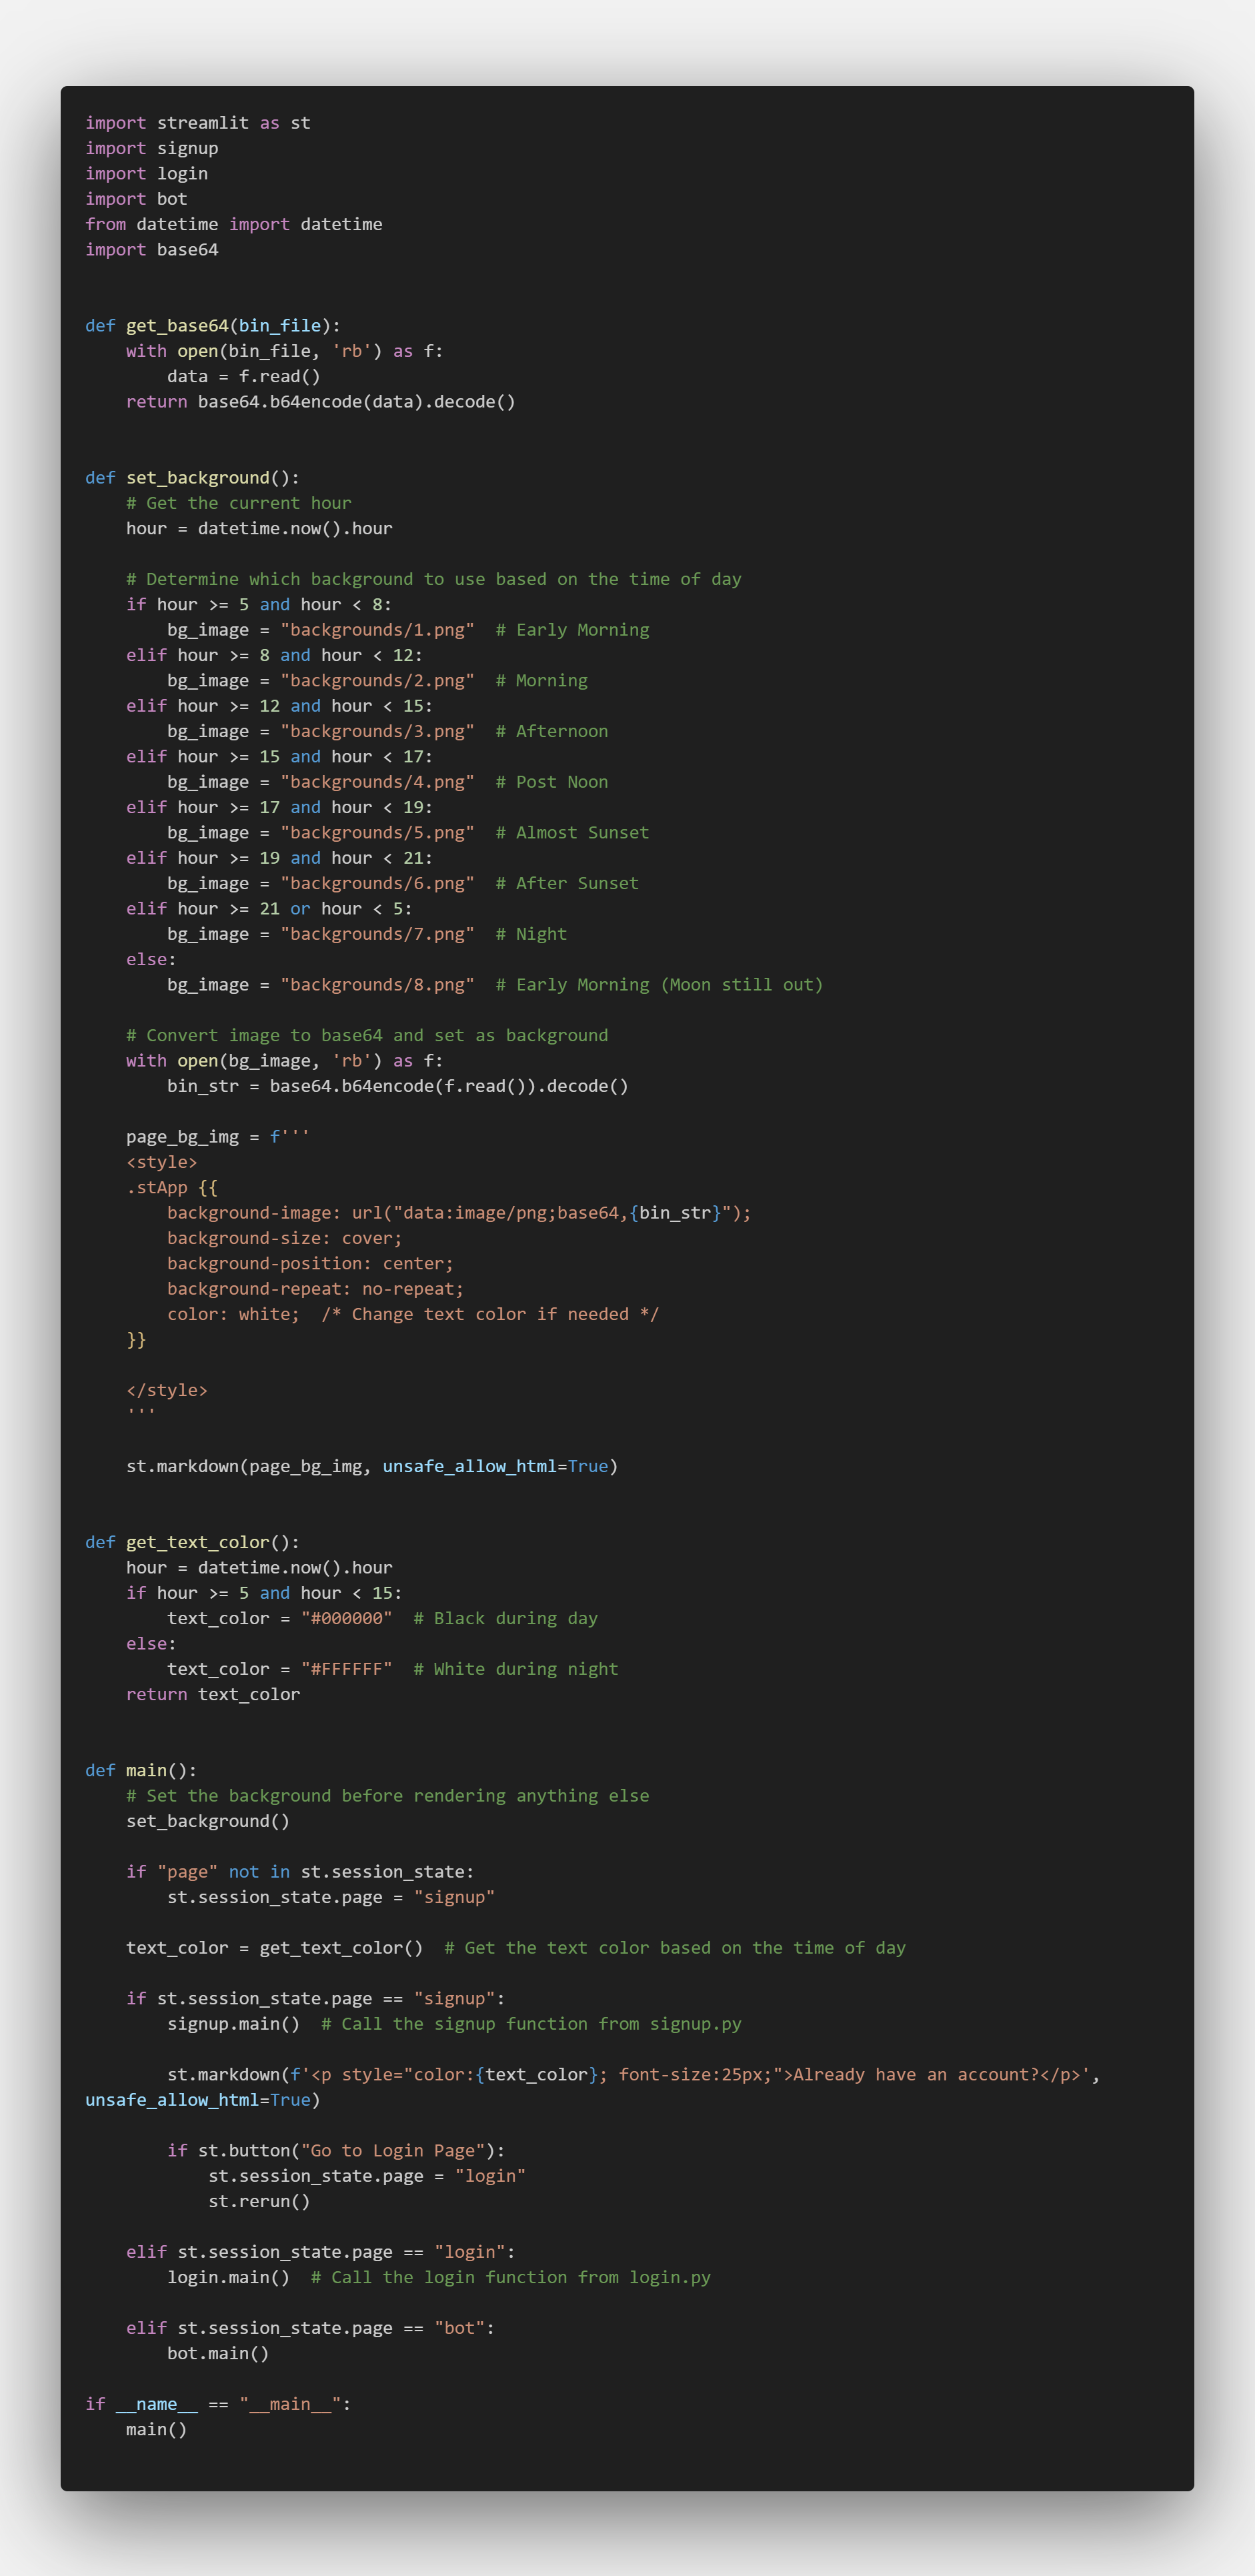 import streamlit as st
import signup
import login
import bot
from datetime import datetime
import base64


def get_base64(bin_file):
    with open(bin_file, 'rb') as f:
        data = f.read()
    return base64.b64encode(data).decode()


def set_background():
    # Get the current hour
    hour = datetime.now().hour

    # Determine which background to use based on the time of day
    if hour >= 5 and hour < 8:
        bg_image = "backgrounds/1.png"  # Early Morning
    elif hour >= 8 and hour < 12:
        bg_image = "backgrounds/2.png"  # Morning
    elif hour >= 12 and hour < 15:
        bg_image = "backgrounds/3.png"  # Afternoon
    elif hour >= 15 and hour < 17:
        bg_image = "backgrounds/4.png"  # Post Noon
    elif hour >= 17 and hour < 19:
        bg_image = "backgrounds/5.png"  # Almost Sunset
    elif hour >= 19 and hour < 21:
        bg_image = "backgrounds/6.png"  # After Sunset
    elif hour >= 21 or hour < 5:
        bg_image = "backgrounds/7.png"  # Night
    else:
        bg_image = "backgrounds/8.png"  # Early Morning (Moon still out)

    # Convert image to base64 and set as background
    with open(bg_image, 'rb') as f:
        bin_str = base64.b64encode(f.read()).decode()

    page_bg_img = f'''
    <style>
    .stApp {{
        background-image: url("data:image/png;base64,{bin_str}");
        background-size: cover;
        background-position: center;
        background-repeat: no-repeat;
        color: white;  /* Change text color if needed */
    }}

    </style>
    '''

    st.markdown(page_bg_img, unsafe_allow_html=True)


def get_text_color():
    hour = datetime.now().hour
    if hour >= 5 and hour < 15:
        text_color = "#000000"  # Black during day
    else:
        text_color = "#FFFFFF"  # White during night
    return text_color


def main():
    # Set the background before rendering anything else
    set_background()

    if "page" not in st.session_state:
        st.session_state.page = "signup"

    text_color = get_text_color()  # Get the text color based on the time of day

    if st.session_state.page == "signup":
        signup.main()  # Call the signup function from signup.py

        st.markdown(f'<p style="color:{text_color}; font-size:25px;">Already have an account?</p>',
unsafe_allow_html=True)

        if st.button("Go to Login Page"):
            st.session_state.page = "login"
            st.rerun()

    elif st.session_state.page == "login":
        login.main()  # Call the login function from login.py

    elif st.session_state.page == "bot":
        bot.main()

if __name__ == "__main__":
    main()